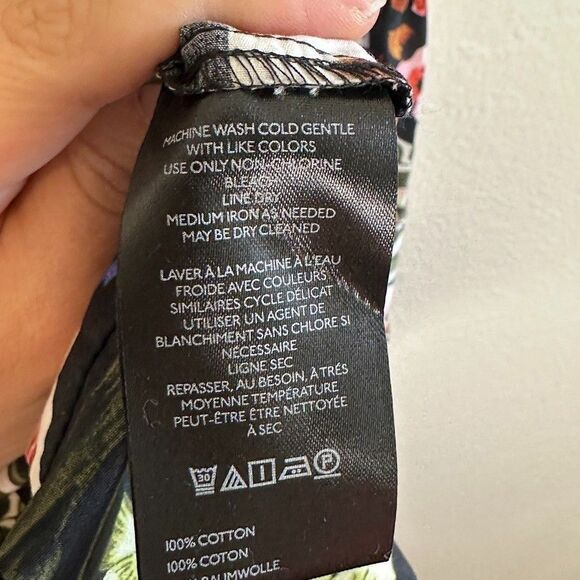 MACHINE WASH COLD GENTLE
WITH LIKE COLORS
USE ONLY NON-CHLORINE
BLEACH
LINE DRY
MEDIUM IRON AS NEEDED
MAY BE DRY CLEANED
LAVER À LA MACHINE À L'EAU
FROIDE AVEC COULEURS
SIMILAIRES CYCLE DÉLICAT
UTILISER UN AGENT DE
BLANCHIMENT SANS CHLORE SI
NÉCESSAIRE
LIGNE SEC
REPASSER, AU BESOIN, À TRÉS
MOYENNE TEMPÉRATURE
PEUT-ÊTRE ÊTRE NETTOYÉE
À SEC
30 P
100% COTTON
100% COTON
BAUMWOLLE